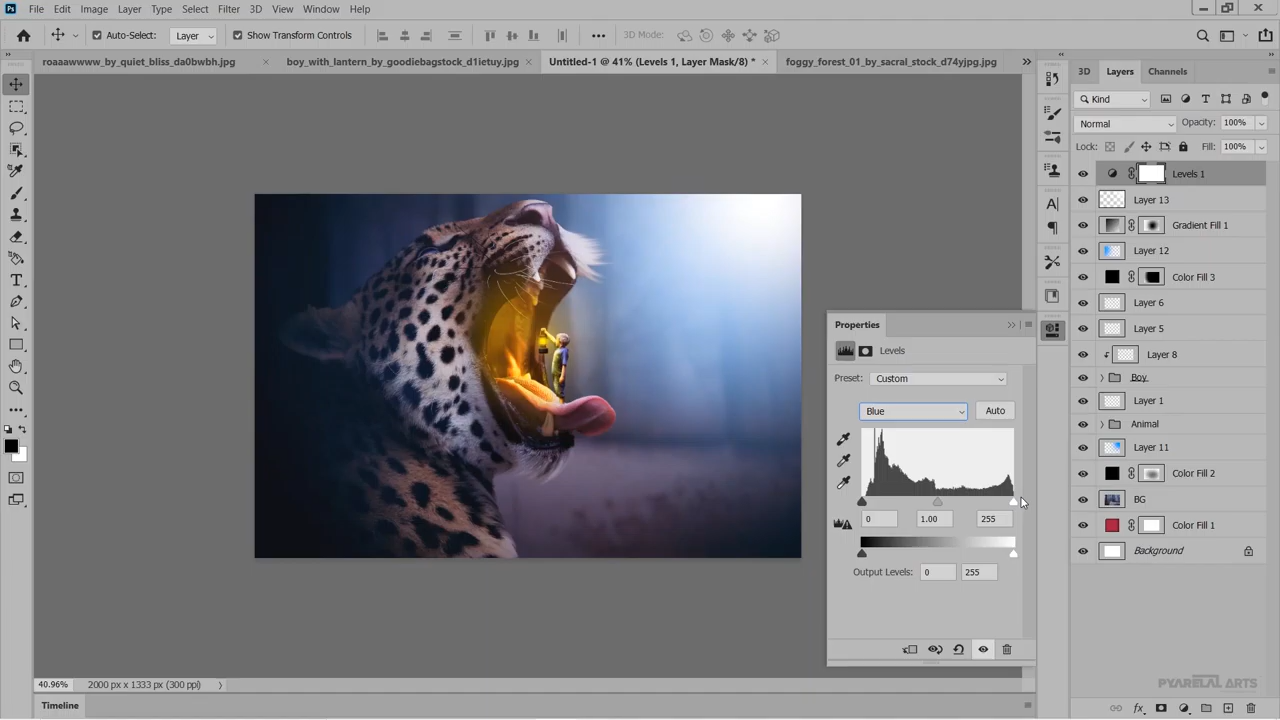 Ps File Edit Image Layer Type Select Filter 3D View Window Help
Auto-Select: Layer Show Transform Controls 3D Mode:
roaaawwww_by_quiet_bliss_da0bwbh.jpg × boy_with_lantern_by_goodiebagstock_d1ietuy.jpg × Untitled-1 @ 41% (Levels 1, Layer Mask/8) * × foggy_forest_01_by_sacral_stock_d74yjpg.jpg
3D Layers Channels
Kind
Normal Opacity: 100%
Lock: Fill: 100%
Levels 1
Layer 13
Gradient Fill 1
Layer 12
Color Fill 3
Layer 6
Layer 5
Layer 8
Boy
Layer 1
Animal
Layer 11
Color Fill 2
BG
Color Fill 1
Background
Properties
Levels
Preset: Custom
Blue Auto
0 1.00 255
Output Levels: 0 255
PYARELAL ARTS
40.96% 2000 px x 1333 px (300 ppi)
Timeline